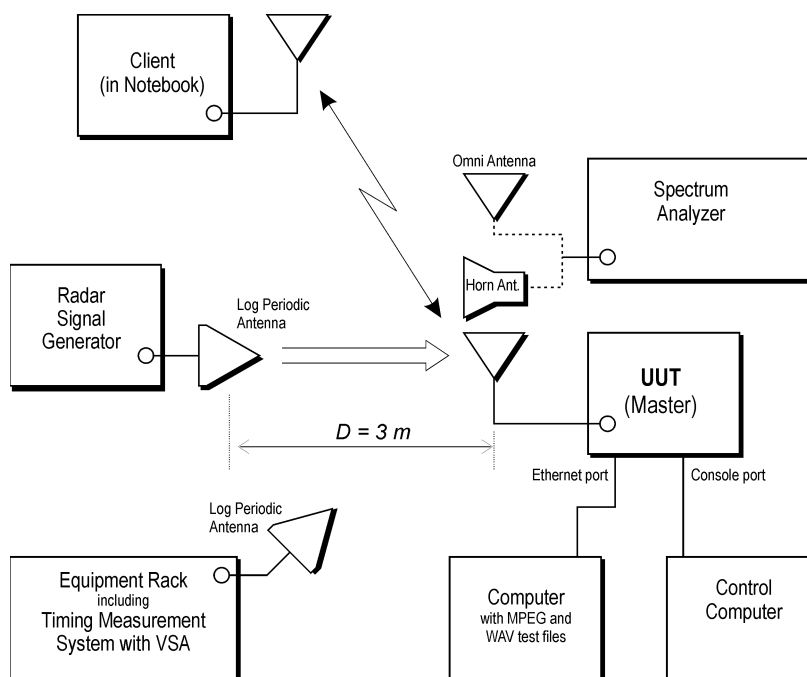 Client
(in Notebook)
Omni Antenna
Spectrum
Analyzer
Horn Ant.
Radar
Signal
Generator
Log Periodic
Antenna
UUT
(Master)
D = 3 m
Ethernet port
Console port
Log Periodic
Antenna
Equipment Rack
including
Timing Measurement
System with VSA
Computer
with MPEG and
WAV test files
Control
Computer